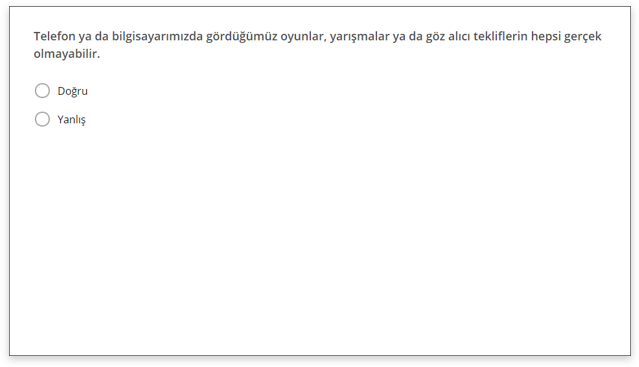 Telefon ya da bilgisayarımızda gördüğümüz oyunlar, yarışmalar ya da göz alıcı tekliflerin hepsi gerçek
olmayabilir.
Doğru
Yanlış